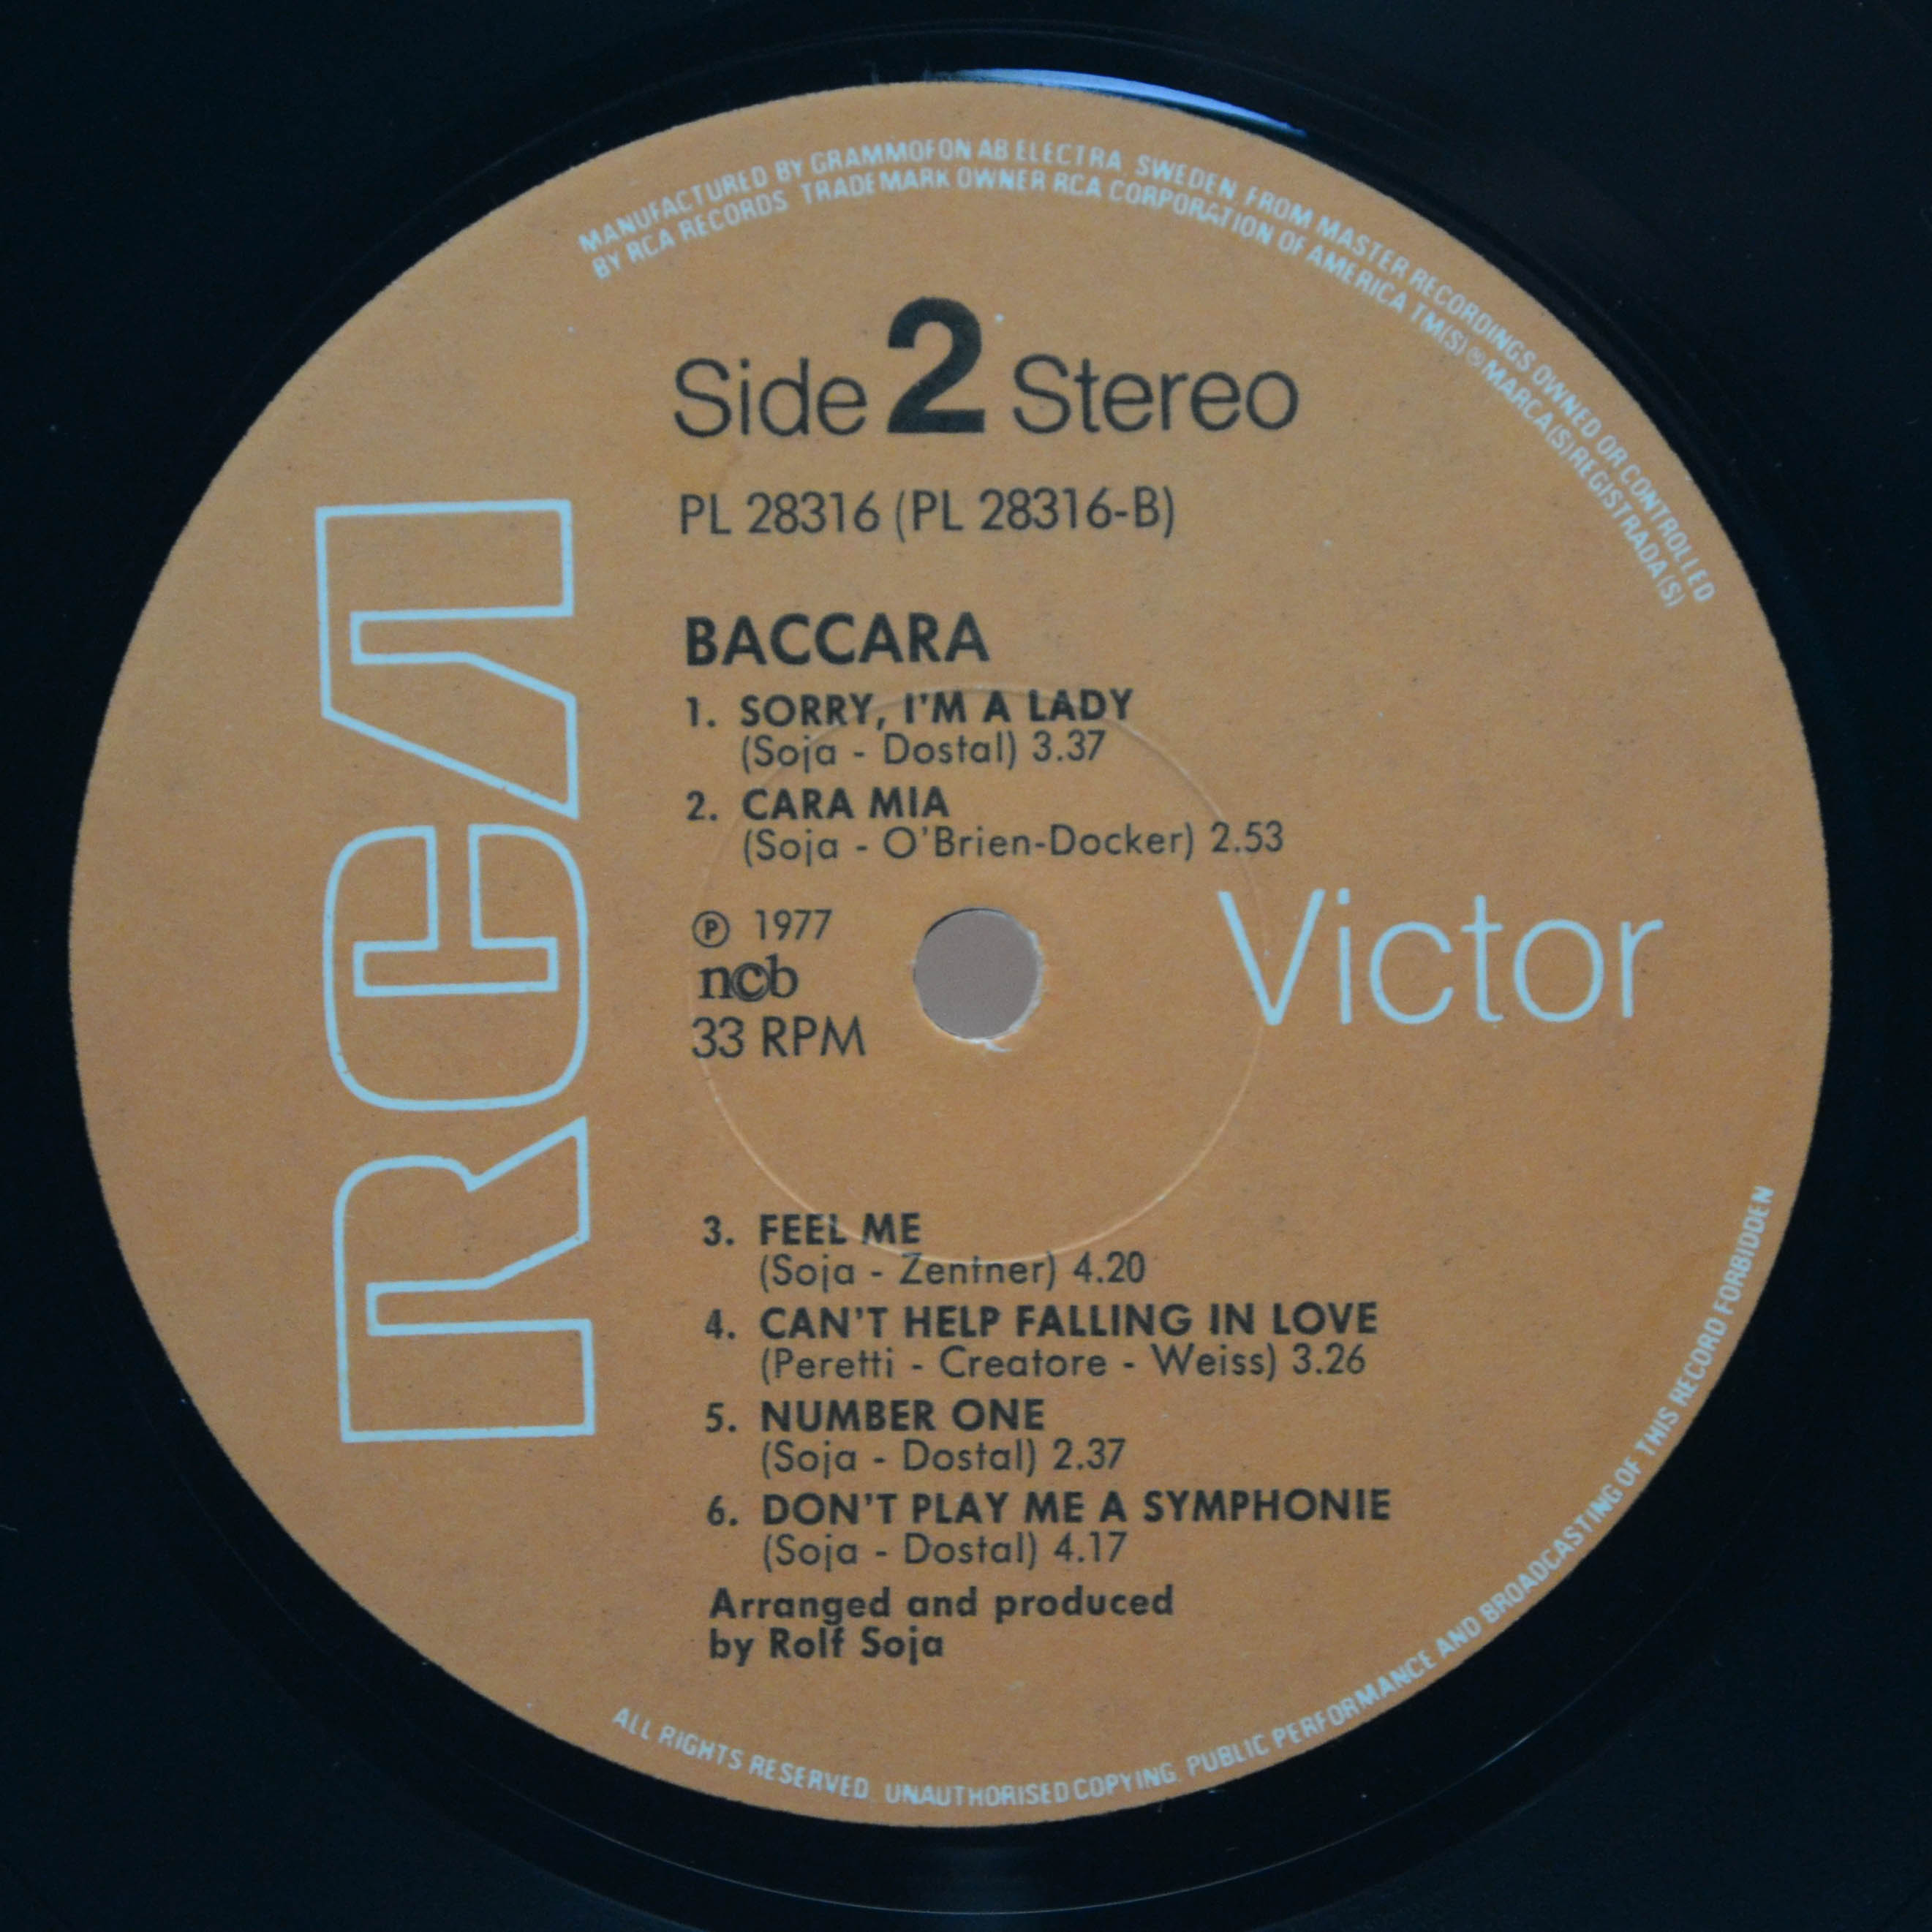 MANUFACTURED BY GRAMMOFON AB ELECTRA, SWEDEN, FROM MASTER RECORDINGS OWNED OR CONTROLLED
BY RCA RECORDS. TRADEMARK OWNER RCA CORPORATION OF AMERICA TM(S) ® MARCA(S) REGISTRADA(S)
Side 2 Stereo
PL 28316 (PL 28316-B)
RCA
BACCARA
1. SORRY, I'M A LADY
(Soja - Dostal) 3.37
2. CARA MIA
(Soja - O'Brien-Docker) 2.53
℗ 1977
ncb
33 RPM
Victor
3. FEEL ME
(Soja - Zentner) 4.20
4. CAN'T HELP FALLING IN LOVE
(Peretti - Creatore - Weiss) 3.26
5. NUMBER ONE
(Soja - Dostal) 2.37
6. DON'T PLAY ME A SYMPHONIE
(Soja - Dostal) 4.17
Arranged and produced
by Rolf Soja
ALL RIGHTS RESERVED. UNAUTHORISED COPYING, PUBLIC PERFORMANCE AND BROADCASTING OF THIS RECORD FORBIDDEN